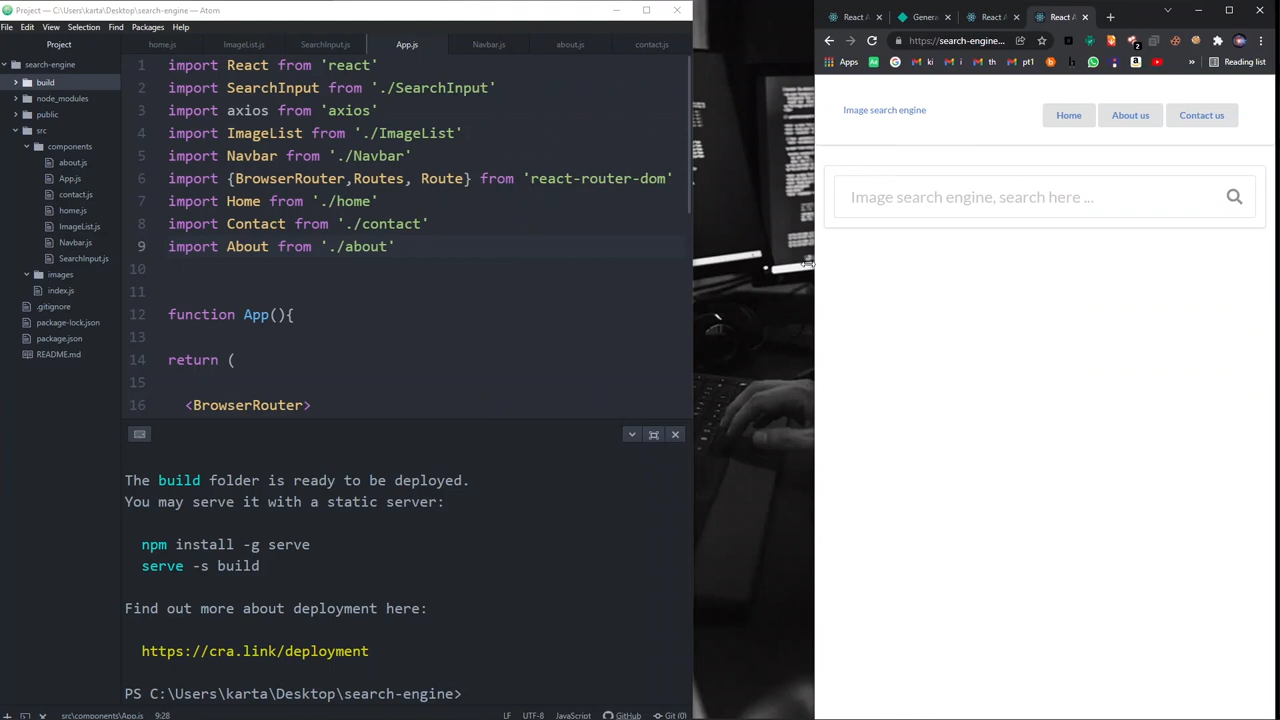 Project — C:\Users\karta\Desktop\search-engine — Atom
File Edit View Selection Find Packages Help
Project
search-engine
build
node_modules
public
src
components
about.js
App.js
contact.js
home.js
ImageList.js
Navbar.js
SearchInput.js
images
index.js
.gitignore
package-lock.json
package.json
README.md
home.js ImageList.js SearchInput.js App.js Navbar.js about.js contact.js
1 import React from 'react'
2 import SearchInput from './SearchInput'
3 import axios from 'axios'
4 import ImageList from './ImageList'
5 import Navbar from './Navbar'
6 import {BrowserRouter,Routes, Route} from 'react-router-dom'
7 import Home from './home'
8 import Contact from './contact'
9 import About from './about'
10
11
12 function App(){
13
14 return (
15
16 <BrowserRouter>
The build folder is ready to be deployed.
You may serve it with a static server:
npm install -g serve
serve -s build
Find out more about deployment here:
https://cra.link/deployment
PS C:\Users\karta\Desktop\search-engine>
src\components\App.js 9:28 LF UTF-8 JavaScript GitHub Git (0)
React A Genera React A React A
https://search-engine...
2
Apps ki i th pt1 Reading list
Image search engine
Home About us Contact us
Image search engine, search here ...